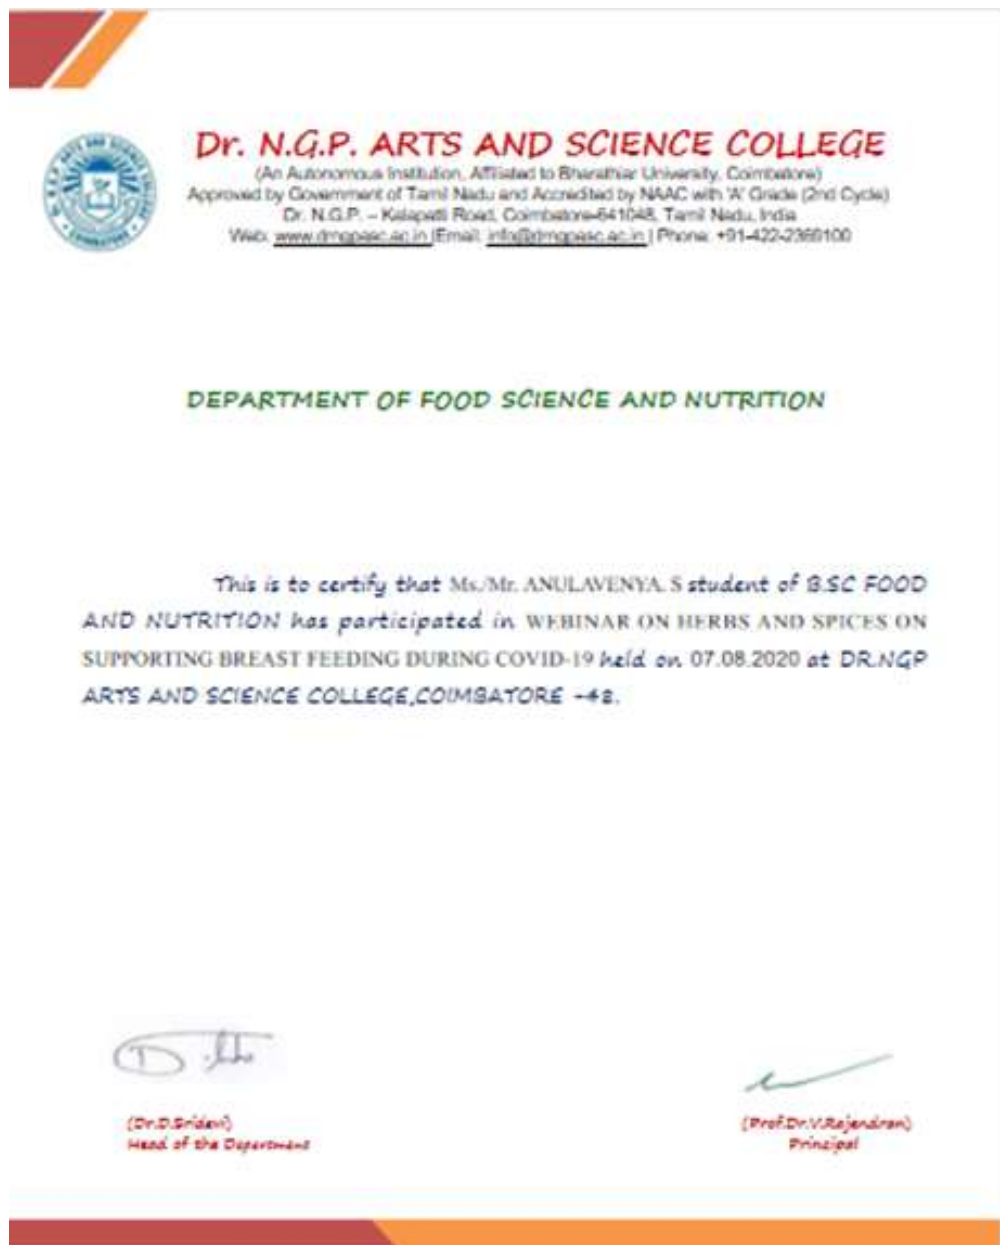 Dr. N.G.P. ARTS AND SCIENCE COLLEGE
(An Autonomous Institution, Affiliated to Bharathiar University, Coimbatore)
Approved by Government of Tamil Nadu and Accredited by NAAC with 'A' Grade (2nd Cycle)
Dr. N.G.P. – Kalapatti Road, Coimbatore-641048, Tamil Nadu, India
Web: www.drngpasc.ac.in |Email: info@drngpasc.ac.in | Phone: +91-422-2369100
DEPARTMENT OF FOOD SCIENCE AND NUTRITION
This is to certify that Ms./Mr. ANULAVENYA. S student of B.SC FOOD
AND NUTRITION has participated in WEBINAR ON HERBS AND SPICES ON
SUPPORTING BREAST FEEDING DURING COVID-19 held on 07.08.2020 at DR.NGP
ARTS AND SCIENCE COLLEGE,COIMBATORE -48.
(Dr.D.Sridevi)
Head of the Department
(Prof.Dr.V.Rajendran)
Principal